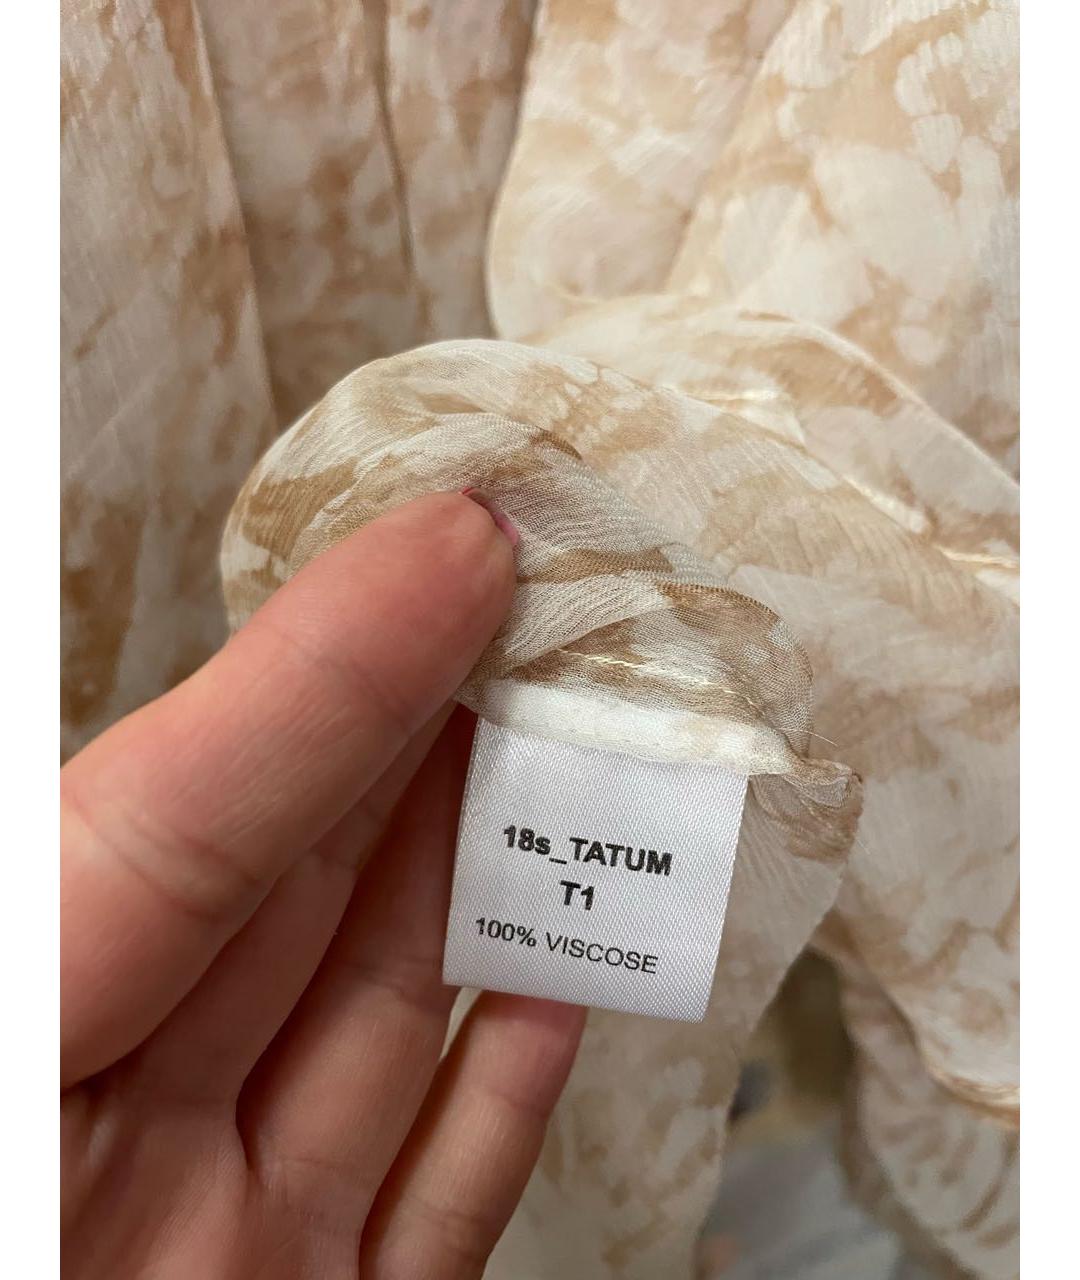 18s_TATUM
T1
100% VISCOSE